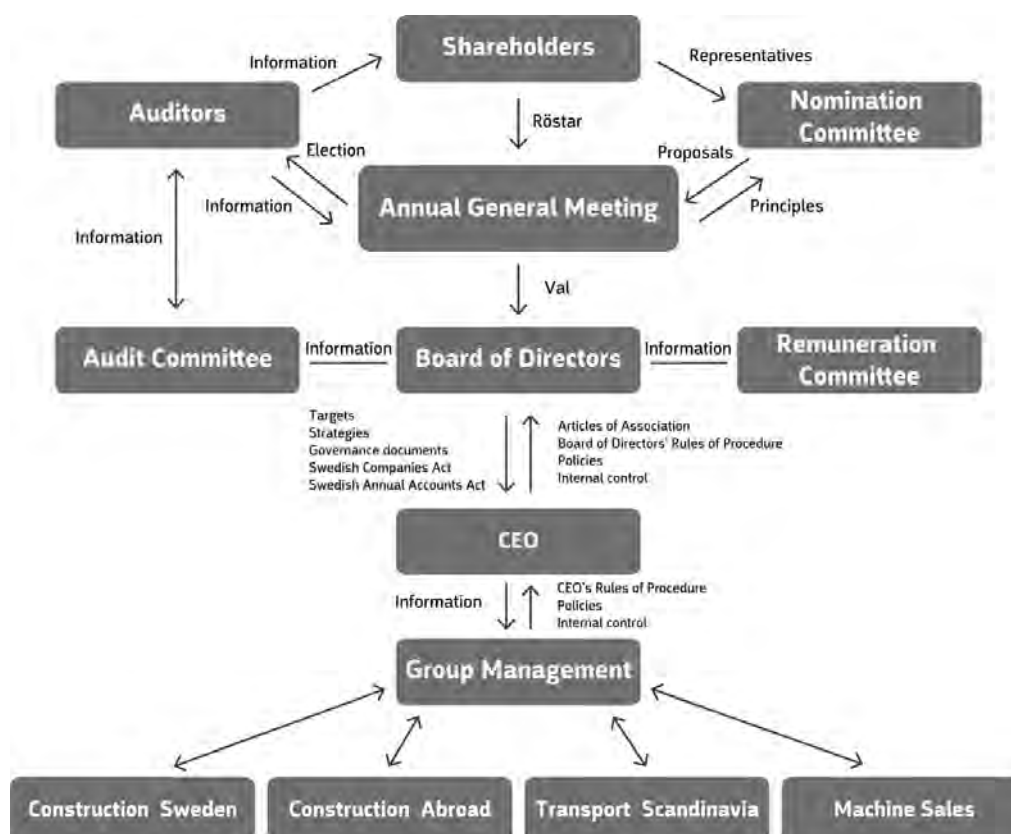 Shareholders
Information
Representatives
Auditors
Nomination
Committee
Röstar
Election
Proposals
Annual General Meeting
Information
Principles
Information
Val
Audit Committee
Information
Board of Directors
Information
Remuneration
Committee
Targets
Strategies
Governance documents
Swedish Companies Act
Swedish Annual Accounts Act
Articles of Association
Board of Directors' Rules of Procedure
Policies
Internal control
CEO
Information
CEO's Rules of Procedure
Policies
Internal control
Group Management
Construction Sweden
Construction Abroad
Transport Scandinavia
Machine Sales